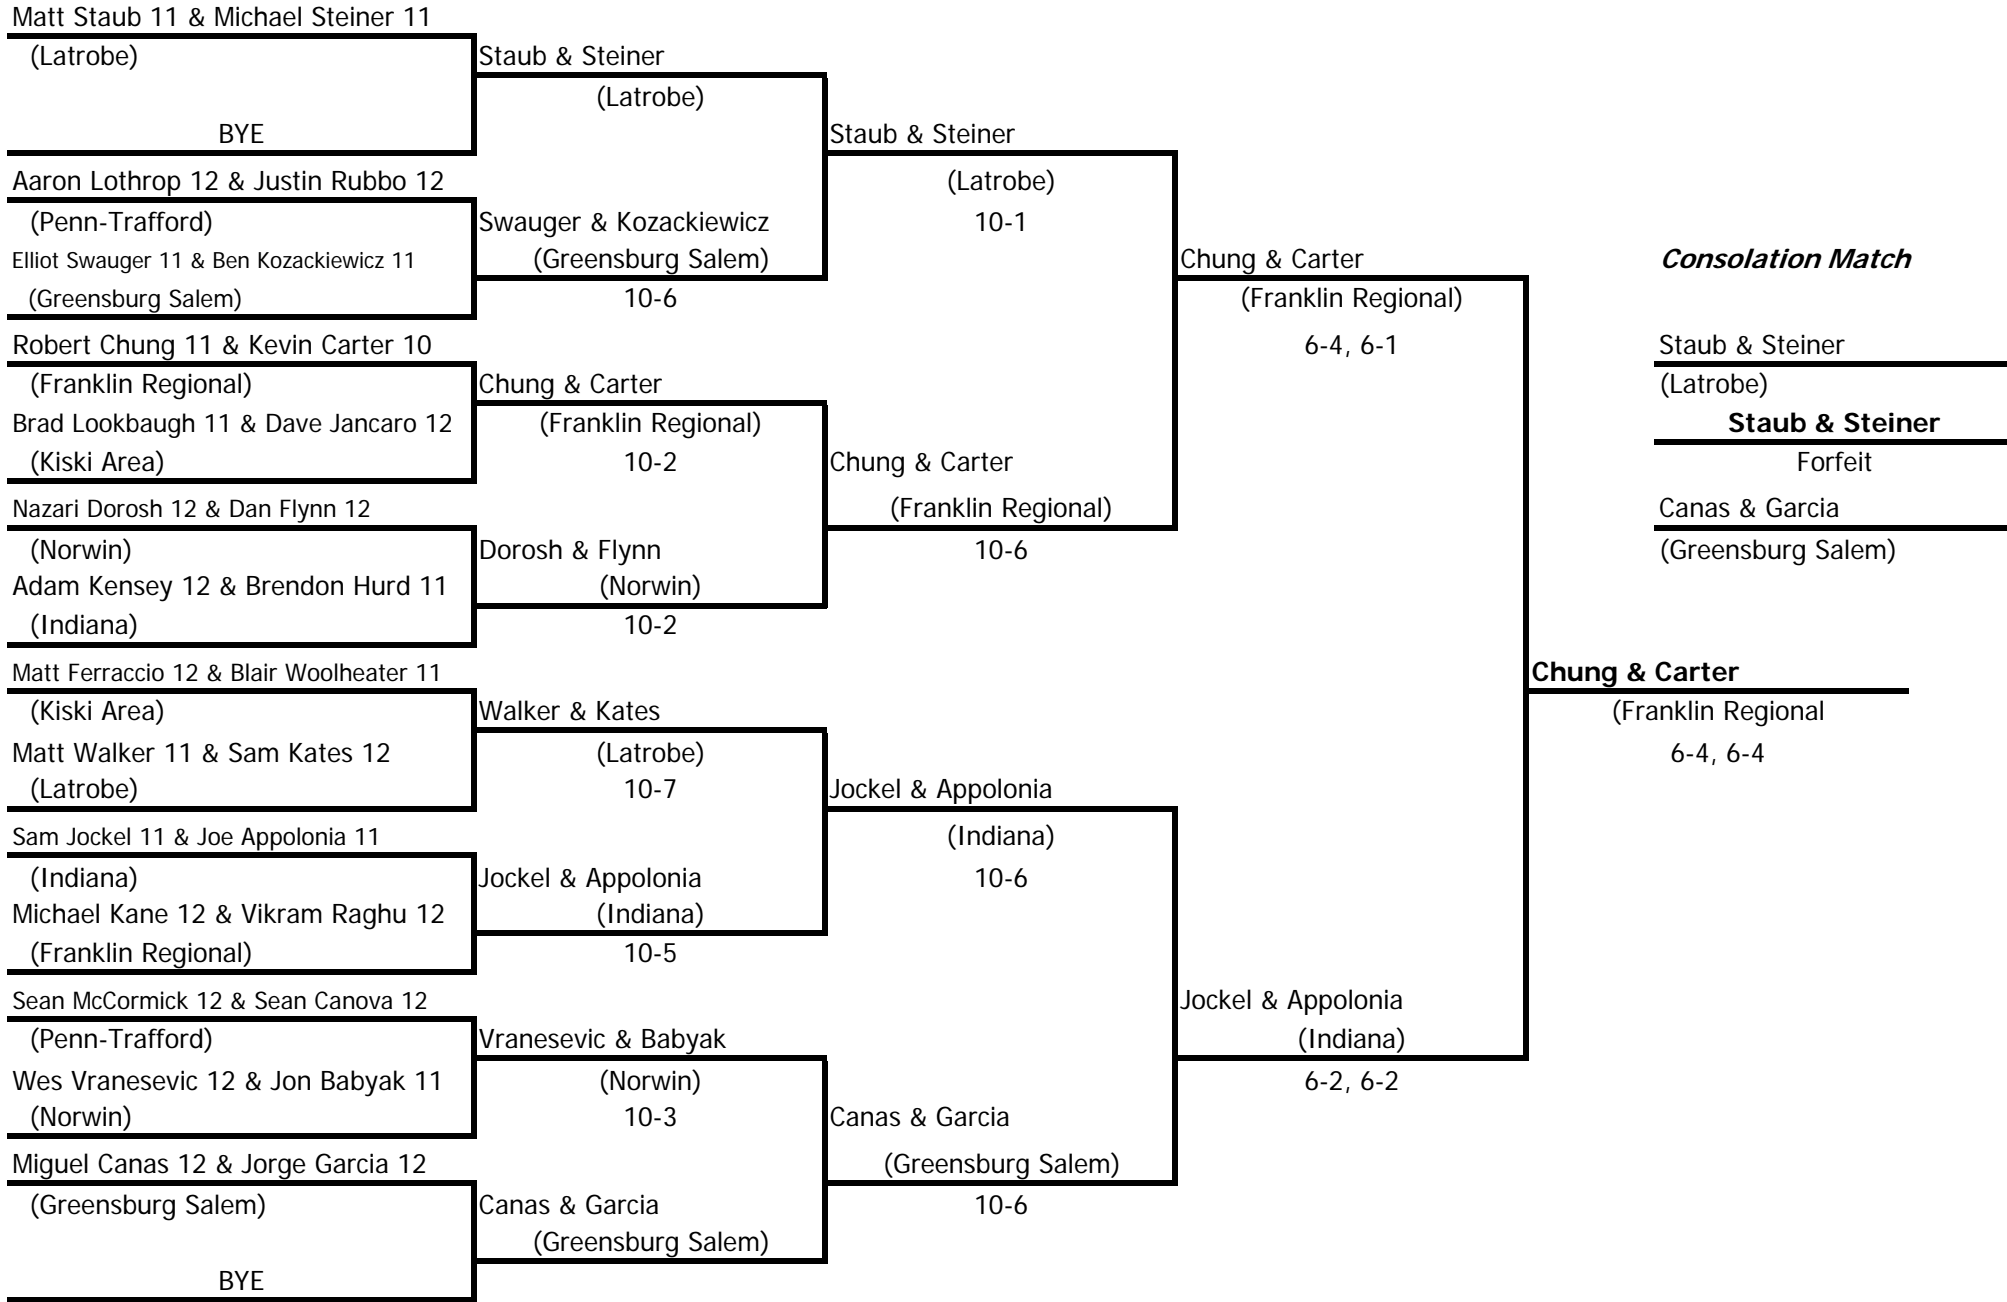 Matt Staub 11 & Michael Steiner 11
(Latrobe)
BYE
Aaron Lothrop 12 & Justin Rubbo 12
(Penn-Trafford)
Elliot Swauger 11 & Ben Kozackiewicz 11
(Greensburg Salem)
Robert Chung 11 & Kevin Carter 10
(Franklin Regional)
Brad Lookbaugh 11 & Dave Jancaro 12
(Kiski Area)
Nazari Dorosh 12 & Dan Flynn 12
(Norwin)
Adam Kensey 12 & Brendon Hurd 11
(Indiana)
Matt Ferraccio 12 & Blair Woolheater 11
(Kiski Area)
Matt Walker 11 & Sam Kates 12
(Latrobe)
Sam Jockel 11 & Joe Appolonia 11
(Indiana)
Michael Kane 12 & Vikram Raghu 12
(Franklin Regional)
Sean McCormick 12 & Sean Canova 12
(Penn-Trafford)
Wes Vranesevic 12 & Jon Babyak 11
(Norwin)
Miguel Canas 12 & Jorge Garcia 12
(Greensburg Salem)
BYE
Staub & Steiner
(Latrobe)
Swauger & Kozackiewicz
(Greensburg Salem)
10-6
Chung & Carter
(Franklin Regional)
10-2
Dorosh & Flynn
(Norwin)
10-2
Walker & Kates
(Latrobe)
10-7
Jockel & Appolonia
(Indiana)
10-5
Vranesevic & Babyak
(Norwin)
10-3
Canas & Garcia
(Greensburg Salem)
Staub & Steiner
(Latrobe)
10-1
Chung & Carter
(Franklin Regional)
10-6
Jockel & Appolonia
(Indiana)
10-6
Canas & Garcia
(Greensburg Salem)
10-6
Chung & Carter
(Franklin Regional)
6-4, 6-1
Jockel & Appolonia
(Indiana)
6-2, 6-2
Chung & Carter
(Franklin Regional
6-4, 6-4
Consolation Match
Staub & Steiner
(Latrobe)
Staub & Steiner
Forfeit
Canas & Garcia
(Greensburg Salem)